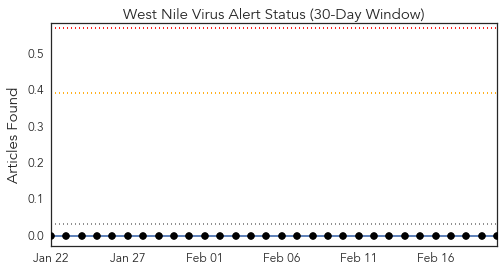 West Nile Virus Alert Status (30-Day Window)
Articles Found
0.5
0.4
0.3
0.2
0.1
0.0
Jan 22 Jan 27 Feb 01 Feb 06 Feb 11 Feb 16